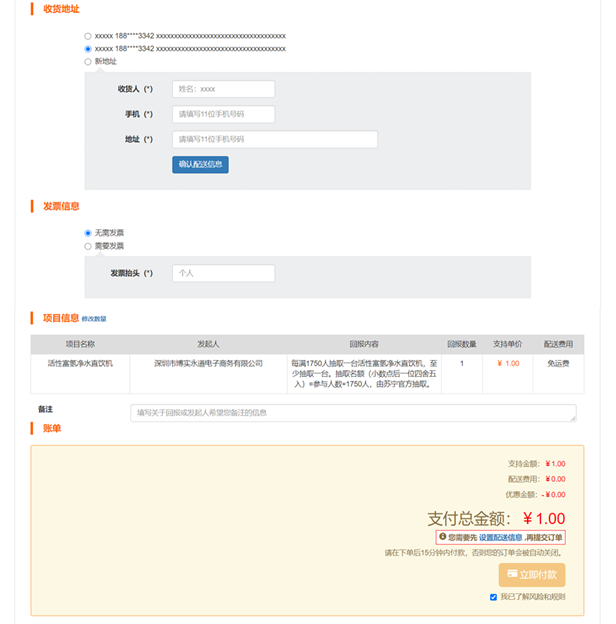 收货地址
xxxxx 188****3342 xxxxxxxxxxxxxxxxxxxxxxxxxxxxxxxxxxxx
xxxxx 188****3342 xxxxxxxxxxxxxxxxxxxxxxxxxxxxxxxxxxxx
新地址
收货人（*） 姓名：xxxx
手机（*） 请填写11位手机号码
地址（*） 请填写11位手机号码
确认配送信息
发票信息
无需发票
需要发票
发票抬头（*） 个人
项目信息 修改数量
项目名称 发起人 回报内容 回报数量 支持单价 配送费用
活性富氢净水直饮机 深圳市博实永道电子商务有限公司 每满1750人抽取一台活性富氢净水直饮机，至 1 ￥ 1.00 免运费
少抽取一台。抽取名额（小数点后一位四舍五
入）=参与人数÷1750人，由苏宁官方抽取。
备注 填写关于回报或发起人希望您备注的信息
账单
支持金额：￥1.00
配送费用：￥0.00
优惠金额：-￥0.00
支付总金额：￥1.00
您需要先 设置配送信息 ,再提交订单
请在下单后15分钟内付款，否则您的订单会被自动关闭。
立即付款
我已了解风险和规则